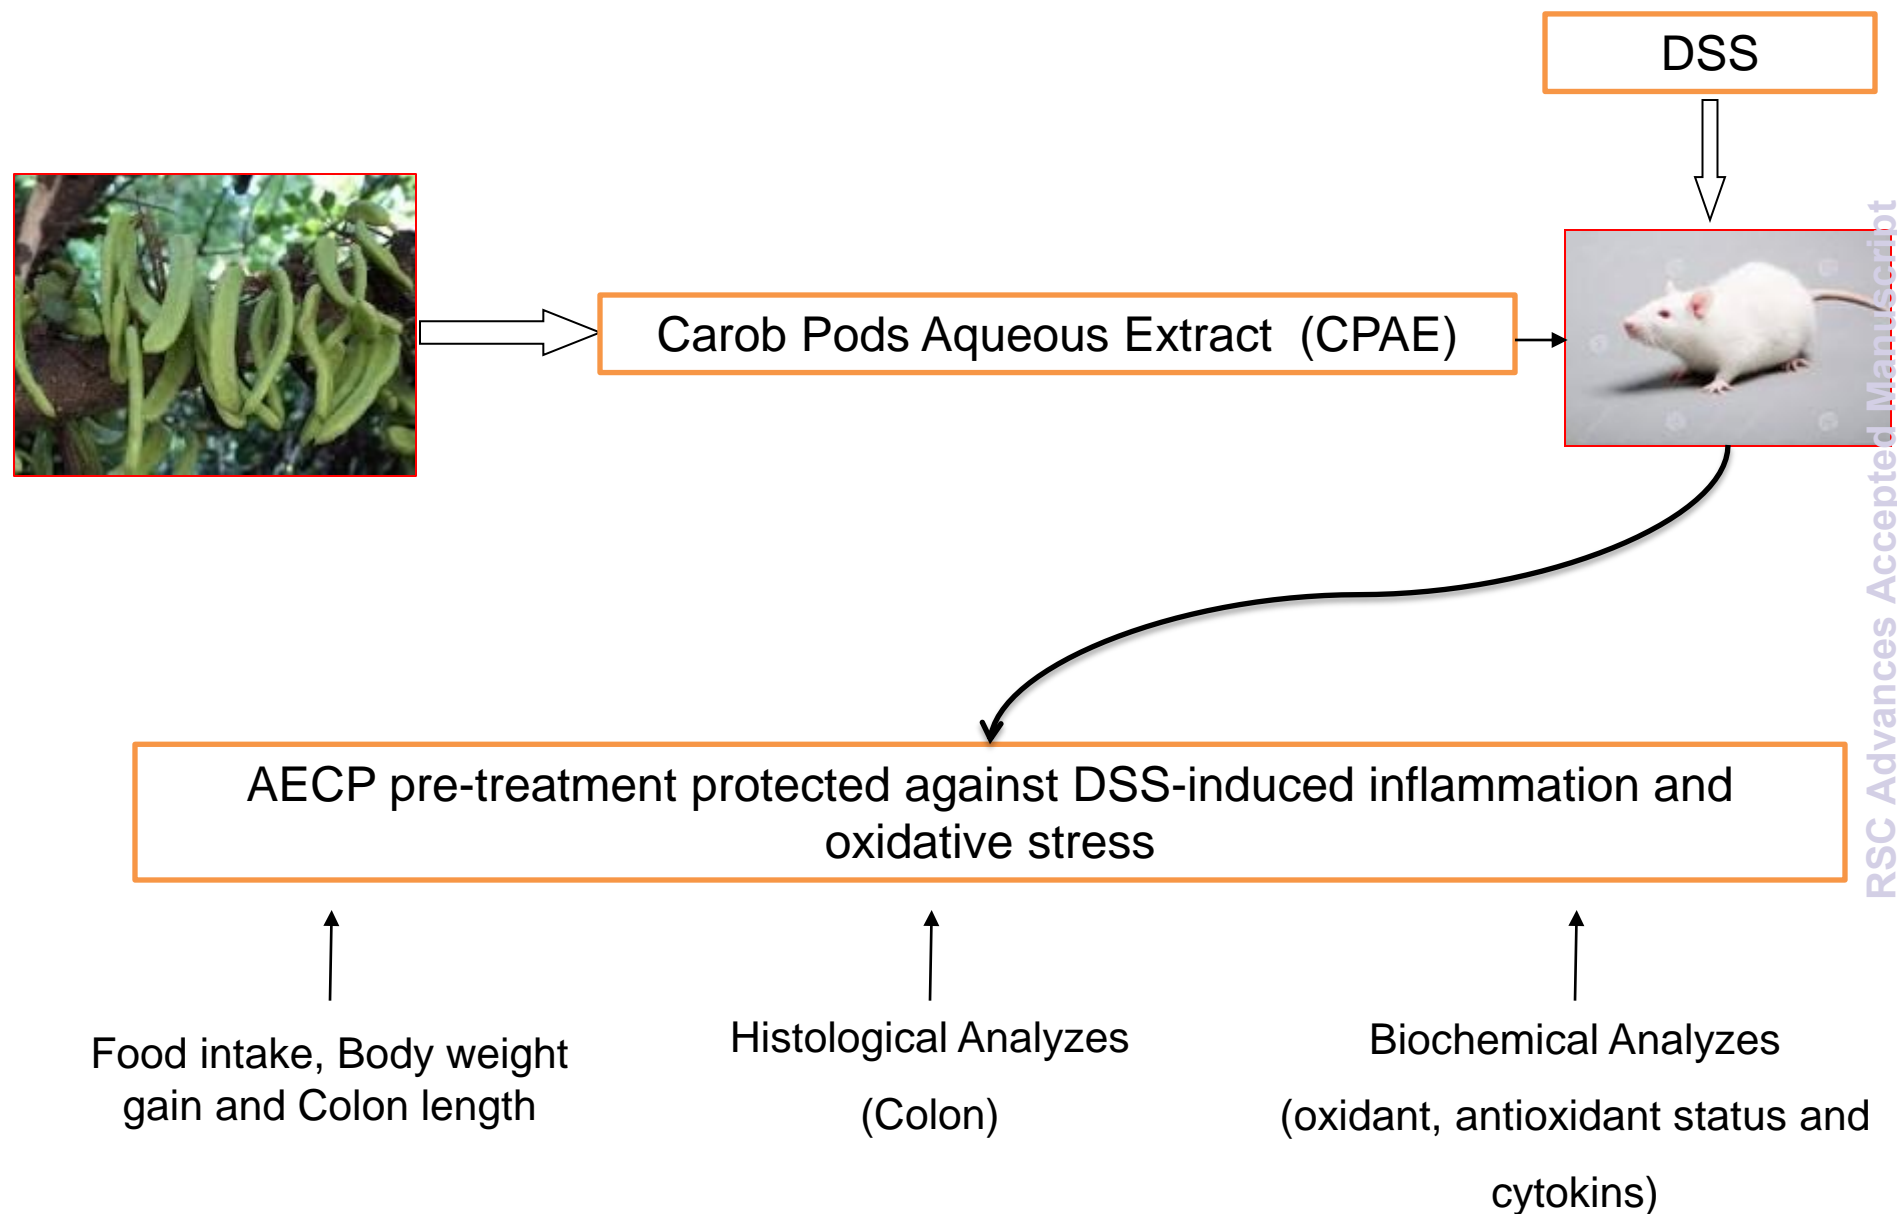 DSS
Carob Pods Aqueous Extract (CPAE)
AECP pre-treatment protected against DSS-induced inflammation and
oxidative stress
Food intake, Body weight
gain and Colon length
Histological Analyzes
(Colon)
Biochemical Analyzes
(oxidant, antioxidant status and
cytokins)
RSC Advances Accepted Manuscript